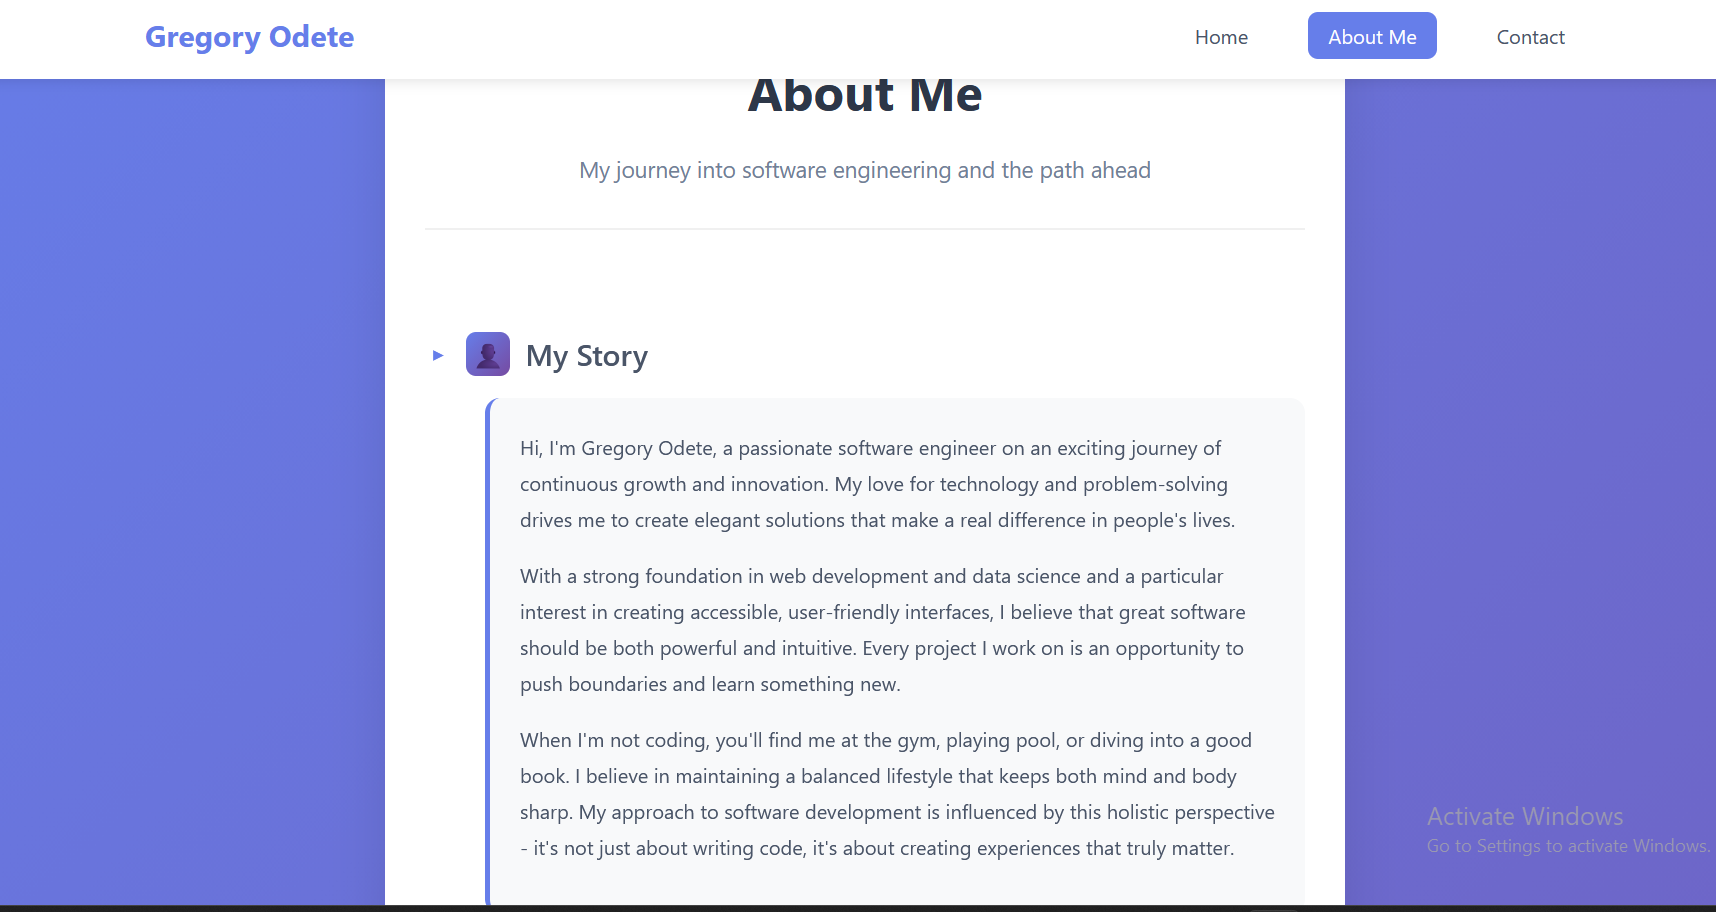 Gregory Odete
Home
About Me
Contact
About Me
My journey into software engineering and the path ahead
My Story
Hi, I'm Gregory Odete, a passionate software engineer on an exciting journey of
continuous growth and innovation. My love for technology and problem-solving
drives me to create elegant solutions that make a real difference in people's lives.
With a strong foundation in web development and data science and a particular
interest in creating accessible, user-friendly interfaces, I believe that great software
should be both powerful and intuitive. Every project I work on is an opportunity to
push boundaries and learn something new.
When I'm not coding, you'll find me at the gym, playing pool, or diving into a good
book. I believe in maintaining a balanced lifestyle that keeps both mind and body
sharp. My approach to software development is influenced by this holistic perspective
- it's not just about writing code, it's about creating experiences that truly matter.
Activate Windows
Go to Settings to activate Windows.